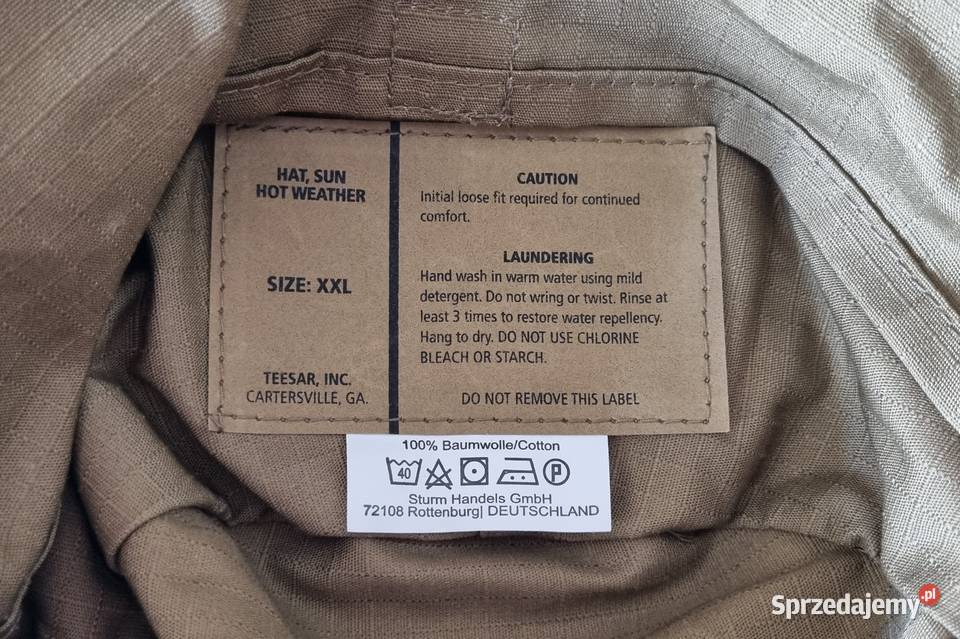 HAT, SUN
HOT WEATHER
SIZE: XXL
TEESAR, INC.
CARTERSVILLE, GA.
CAUTION
Initial loose fit required for continued
comfort.
LAUNDERING
Hand wash in warm water using mild
detergent. Do not wring or twist. Rinse at
least 3 times to restore water repellency.
Hang to dry. DO NOT USE CHLORINE
BLEACH OR STARCH.
DO NOT REMOVE THIS LABEL
100% Baumwolle/Cotton
40 P
Sturm Handels GmbH
72108 Rottenburg| DEUTSCHLAND
Sprzedajemy.pl